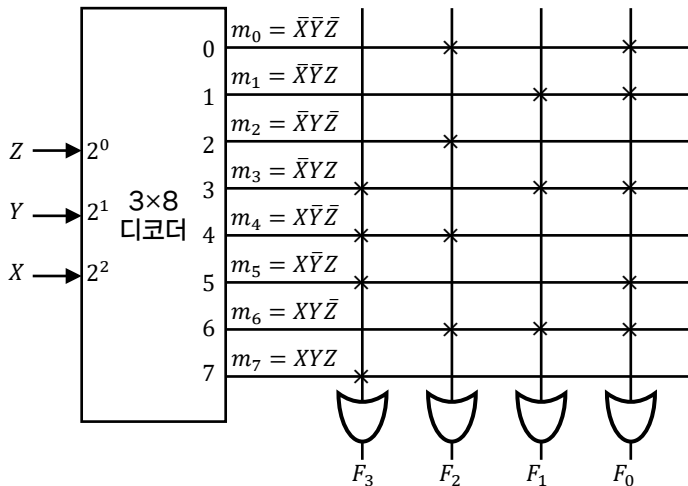 0 m₀ = X̄ȲZ̄
1 m₁ = X̄ȲZ
2 m₂ = X̄YZ̄
3 m₃ = X̄YZ
4 m₄ = XȲZ̄
5 m₅ = XȲZ
6 m₆ = XYZ̄
7 m₇ = XYZ
Z 2⁰
Y 2¹
X 2²
3×8
디코더
F₃ F₂ F₁ F₀